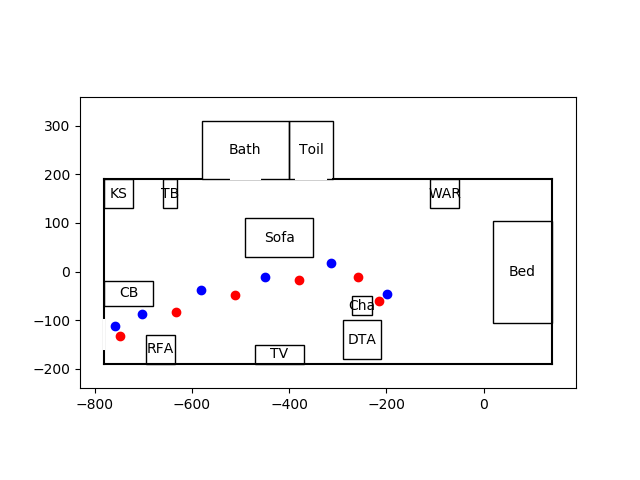 300
200
100
0
−100
−200
−800
−600
−400
−200
0
Bath
Toil
KS
TB
WAR
Sofa
Bed
CB
Cha
RFA
TV
DTA